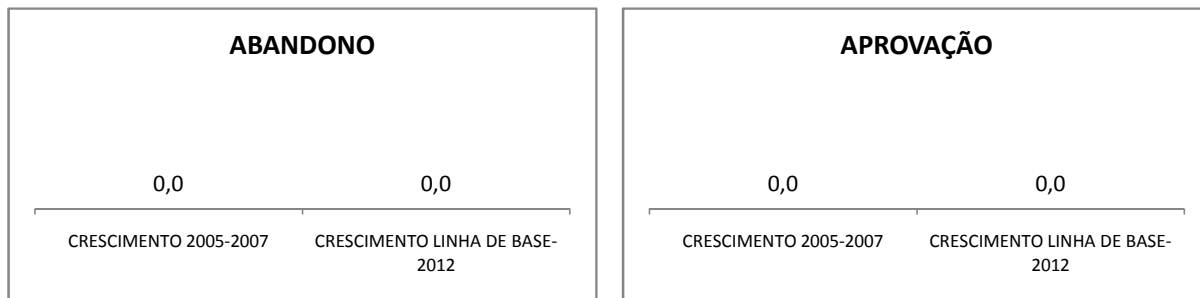 ABANDONO
0,0
0,0
CRESCIMENTO 2005-2007
CRESCIMENTO LINHA DE BASE-
2012
APROVAÇÃO
0,0
0,0
CRESCIMENTO 2005-2007
CRESCIMENTO LINHA DE BASE-
2012